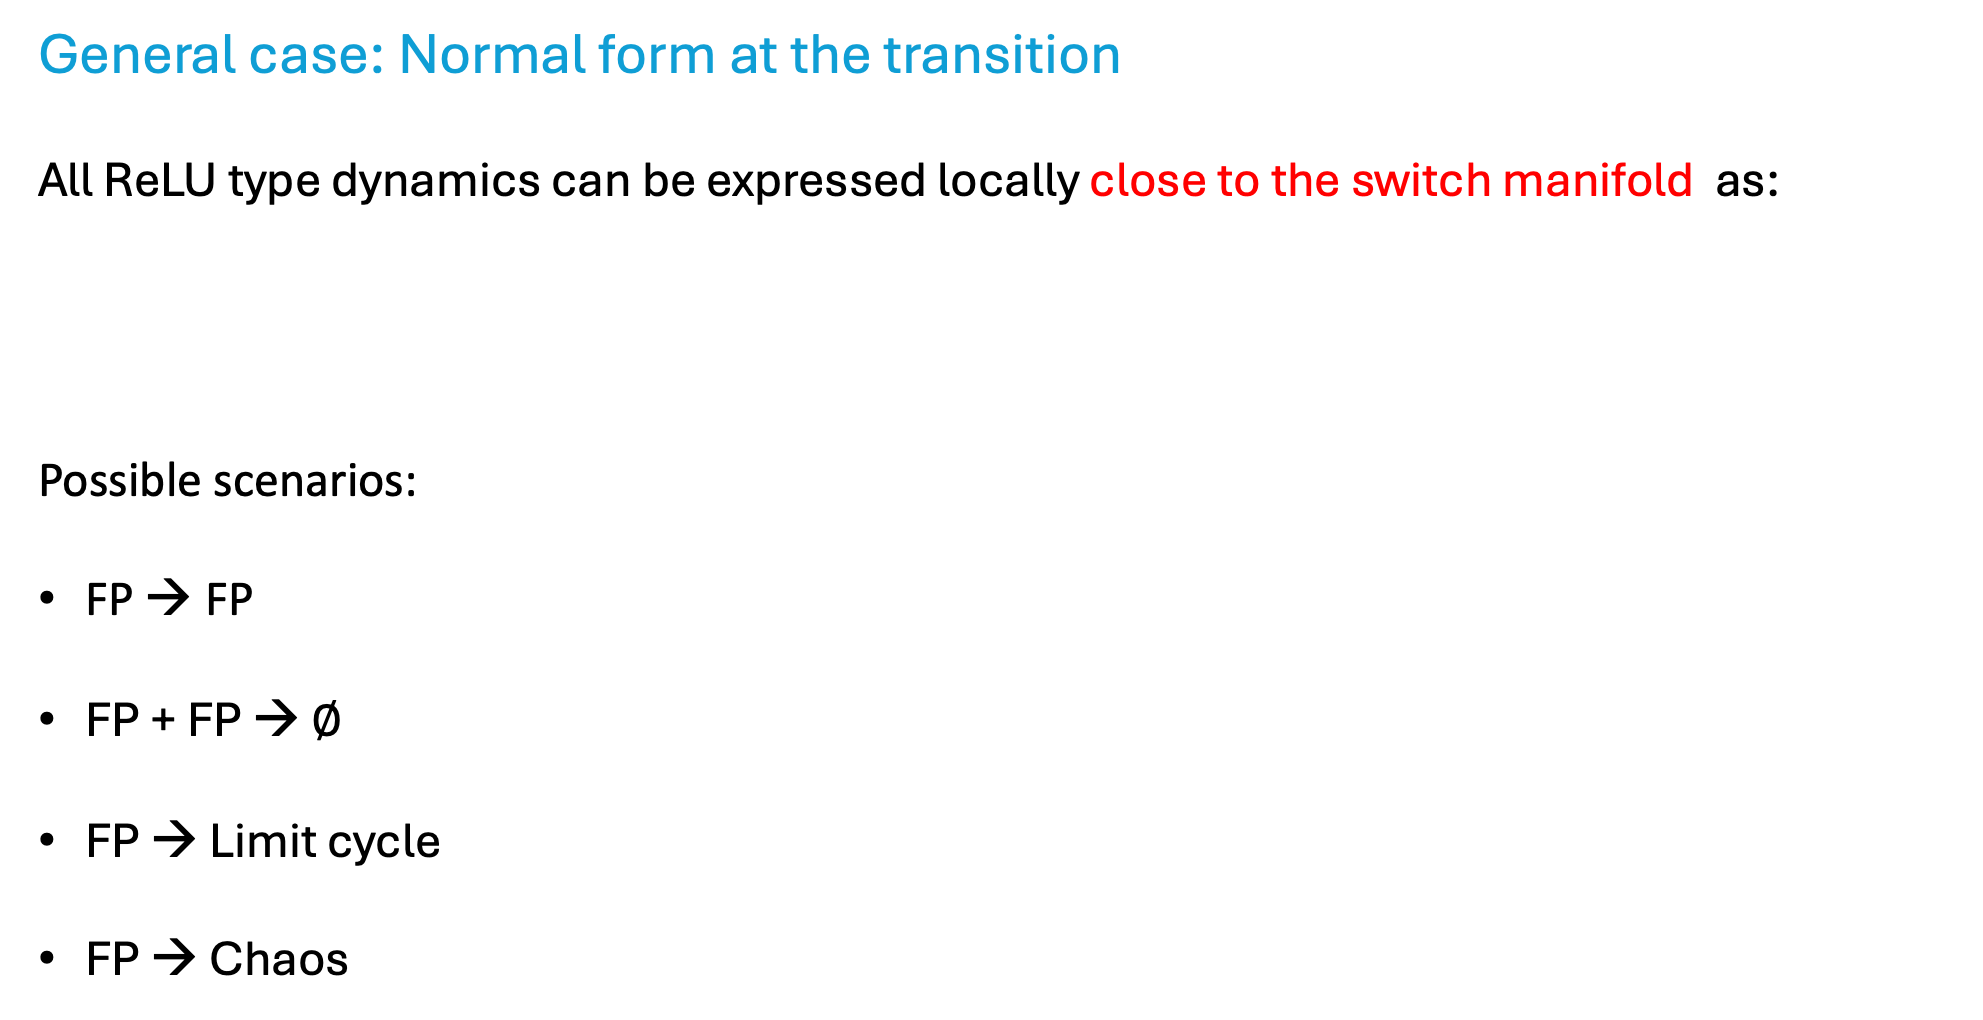 General case: Normal form at the transition
All ReLU type dynamics can be expressed locally close to the switch manifold as:
Possible scenarios:
• FP → FP
• FP + FP → ∅
• FP → Limit cycle
• FP → Chaos